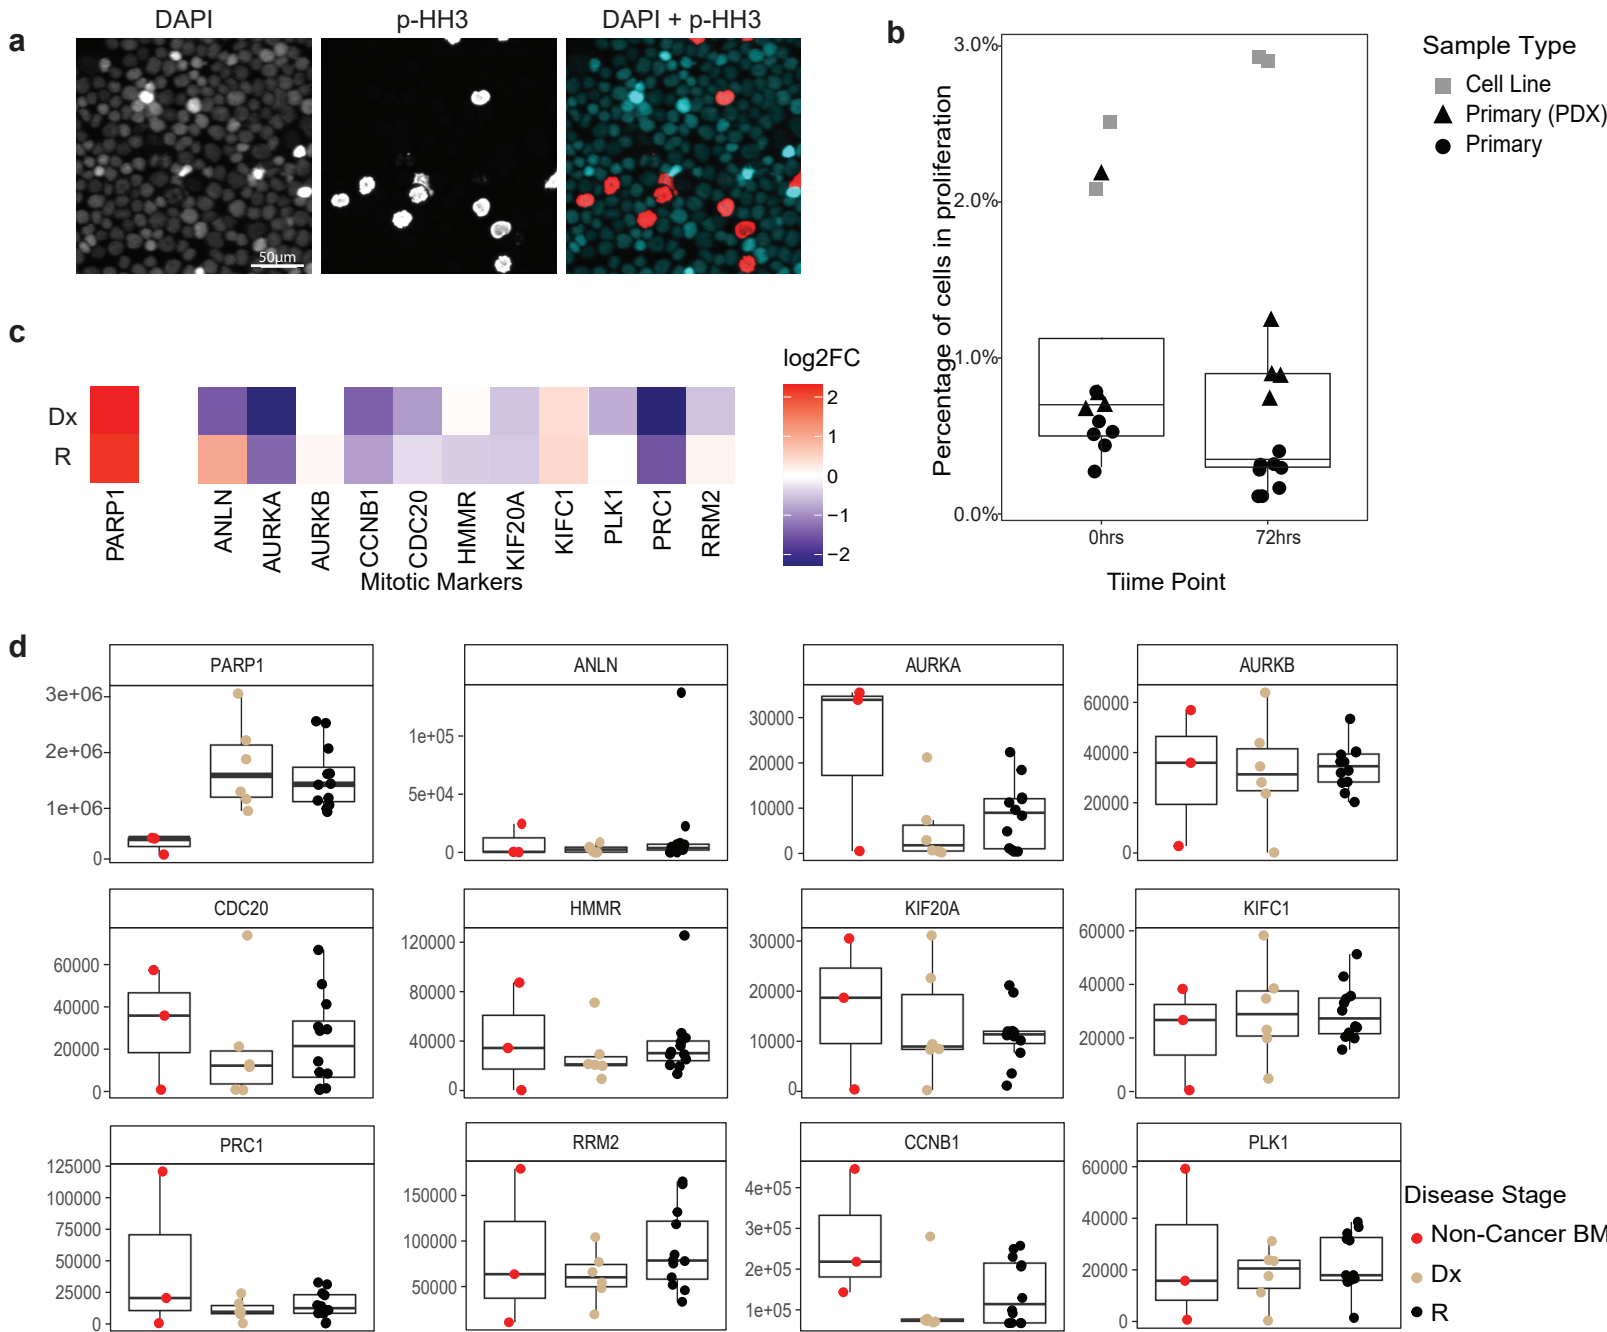 a
DAPI
p-HH3
DAPI + p-HH3
50µm
b
Percentage of cells in proliferation
3.0%
2.0%
1.0%
0.0%
0hrs
72hrs
Tiime Point
Sample Type
Cell Line
Primary (PDX)
Primary
c
Dx
R
PARP1
ANLN
AURKA
AURKB
CCNB1
CDC20
HMMR
KIF20A
KIFC1
PLK1
PRC1
RRM2
Mitotic Markers
log2FC
2
1
0
−1
−2
d
PARP1
3e+06
2e+06
1e+06
0
ANLN
1e+05
5e+04
0
AURKA
30000
20000
10000
0
AURKB
60000
40000
20000
0
CDC20
60000
40000
20000
0
HMMR
120000
80000
40000
0
KIF20A
30000
20000
10000
0
KIFC1
60000
40000
20000
0
PRC1
125000
100000
75000
50000
25000
0
RRM2
150000
100000
50000
CCNB1
4e+05
3e+05
2e+05
1e+05
PLK1
60000
40000
20000
0
Disease Stage
Non-Cancer BM
Dx
R